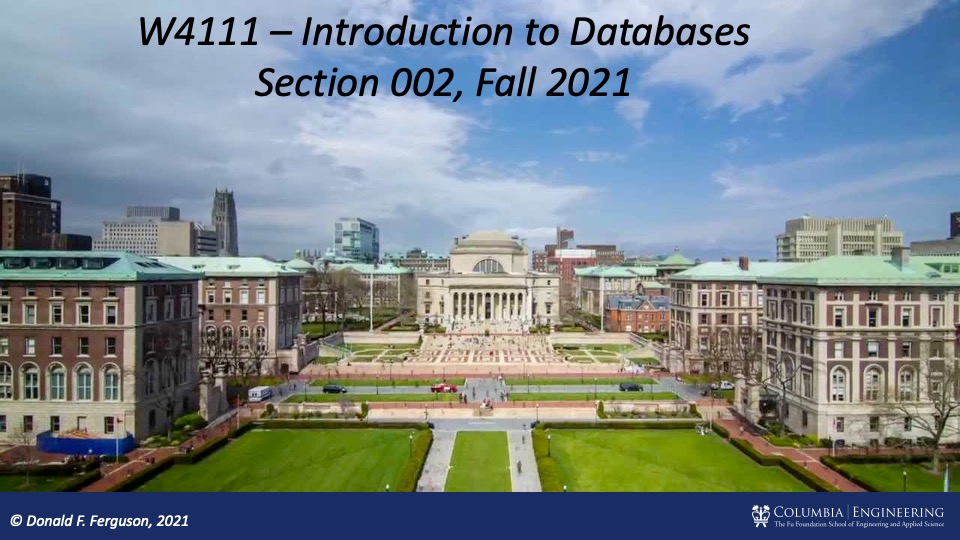 W4111 – Introduction to Databases
Section 002, Fall 2021
© Donald F. Ferguson, 2021
COLUMBIA | ENGINEERING
The Fu Foundation School of Engineering and Applied Science